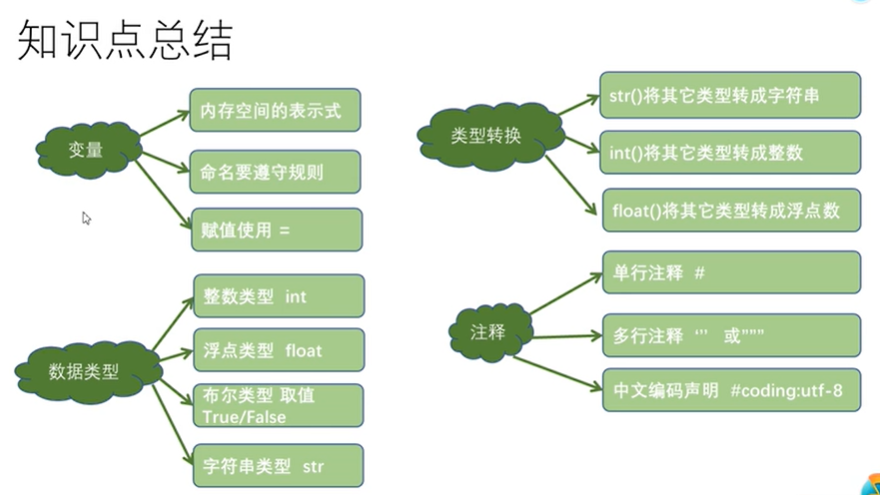 知识点总结
变量
内存空间的表示式
命名要遵守规则
赋值使用 =
数据类型
整数类型 int
浮点类型 float
布尔类型 取值
True/False
字符串类型 str
类型转换
str()将其它类型转成字符串
int()将其它类型转成整数
float()将其它类型转成浮点数
注释
单行注释 #
多行注释 ‘’’ 或"""
中文编码声明 #coding:utf-8